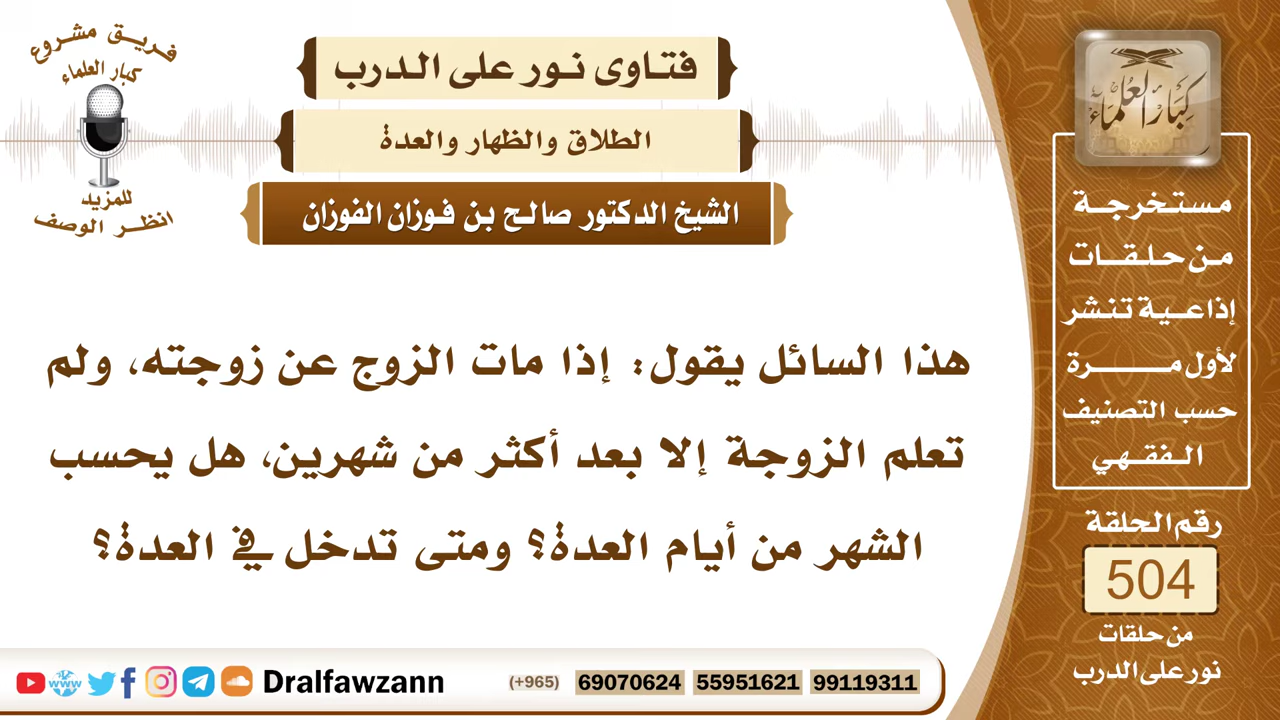 فريق مشروع
كبار العلماء
للمزيد
انظر الوصف
فتاوى نور على الدرب
الطلاق والظهار والعدة
الشيخ الدكتور صالح بن فوزان الفوزان
هذا السائل يقول: إذا مات الزوج عن زوجته، ولم
تعلم الزوجة إلا بعد أكثر من شهرين، هل يحسب
الشهر من أيام العدة؟ ومتى تدخل في العدة؟
كبار العلماء
مستخرجة
من حلقات
إذاعية تنشر
لأول مرة
حسب التصنيف
الفقهي
رقم الحلقة
504
من حلقات
نور على الدرب
www
Dralfawzann (+965) 69070624 55951621 99119311